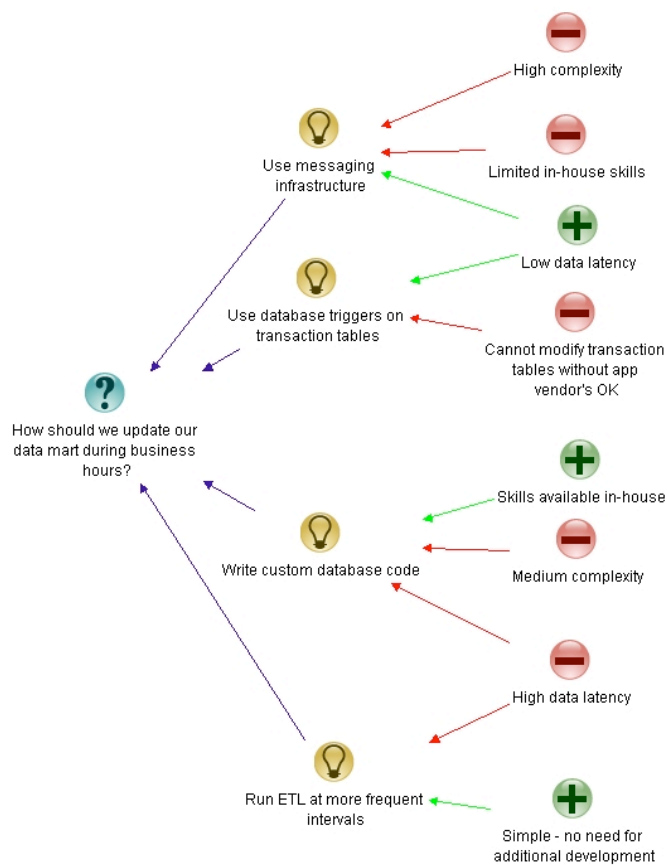 High complexity
Use messaging
infrastructure
Limited in-house skills
Low data latency
Use database triggers on
transaction tables
Cannot modify transaction
tables without app
vendor's OK
?
How should we update our
data mart during business
hours?
Skills available in-house
Write custom database code
Medium complexity
High data latency
Run ETL at more frequent
intervals
Simple - no need for
additional development